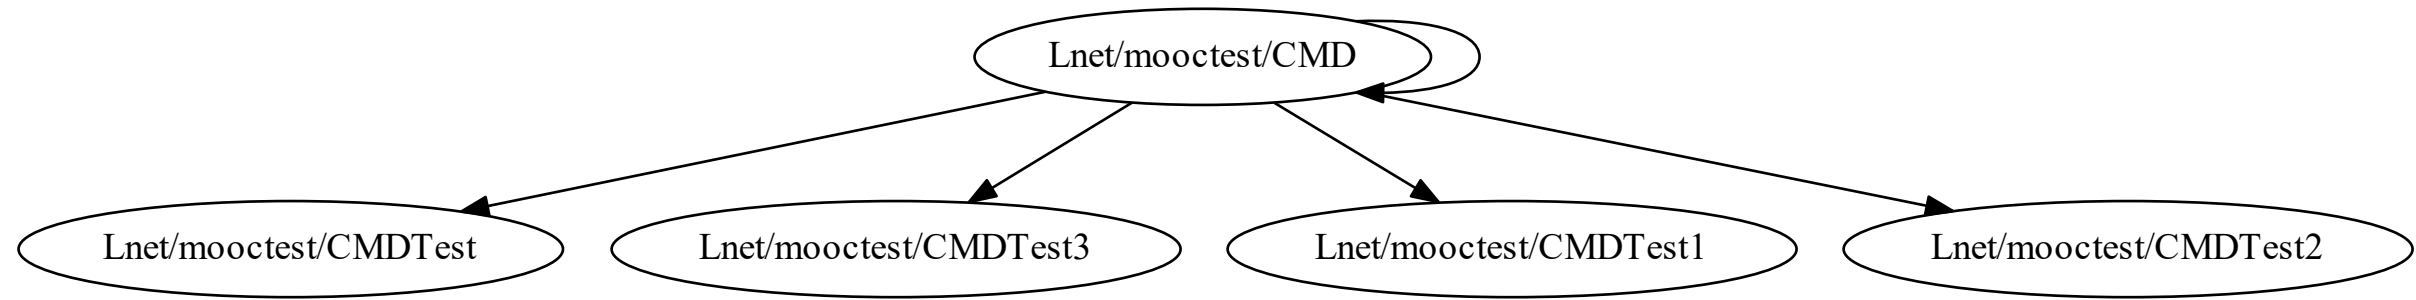 Lnet/mooctest/CMD
Lnet/mooctest/CMDTest
Lnet/mooctest/CMDTest3
Lnet/mooctest/CMDTest1
Lnet/mooctest/CMDTest2